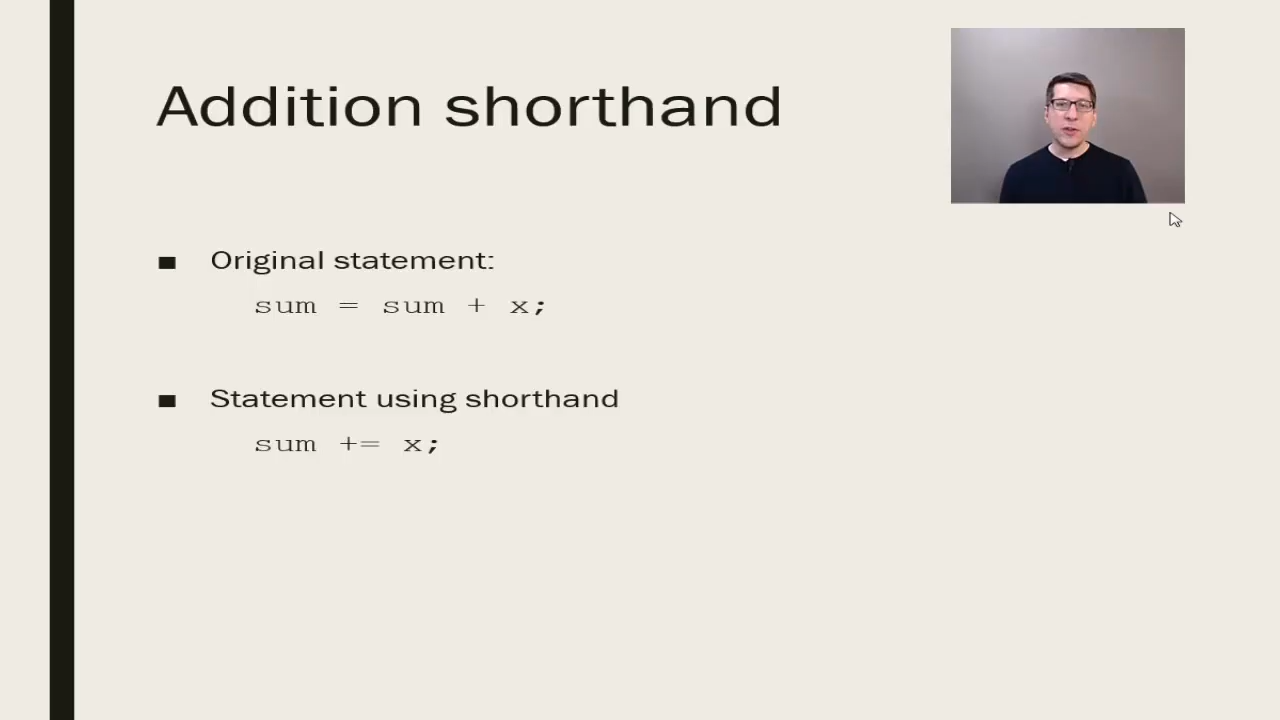 Addition shorthand
■ Original statement:
sum = sum + x;
■ Statement using shorthand
sum += x;